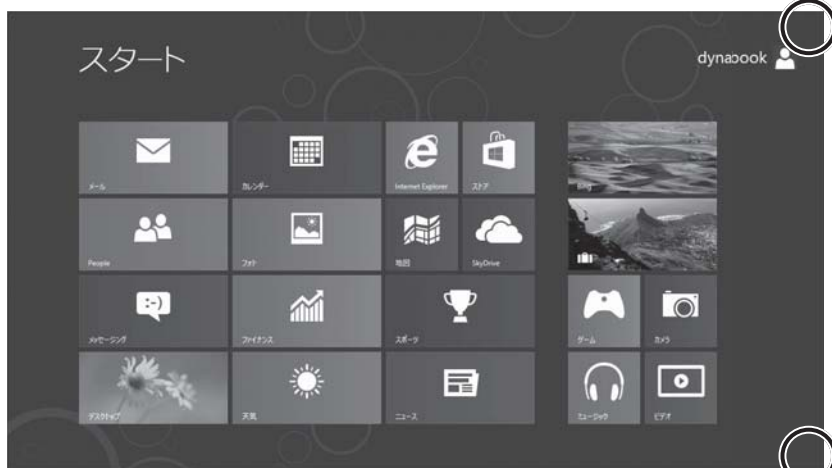 スタート
dynabook
メール
カレンダー
Internet Explorer
ストア
Bing
People
フォト
地図
SkyDrive
メッセージング
ファイナンス
スポーツ
ゲーム
カメラ
デスクトップ
天気
ニュース
ミュージック
ビデオ